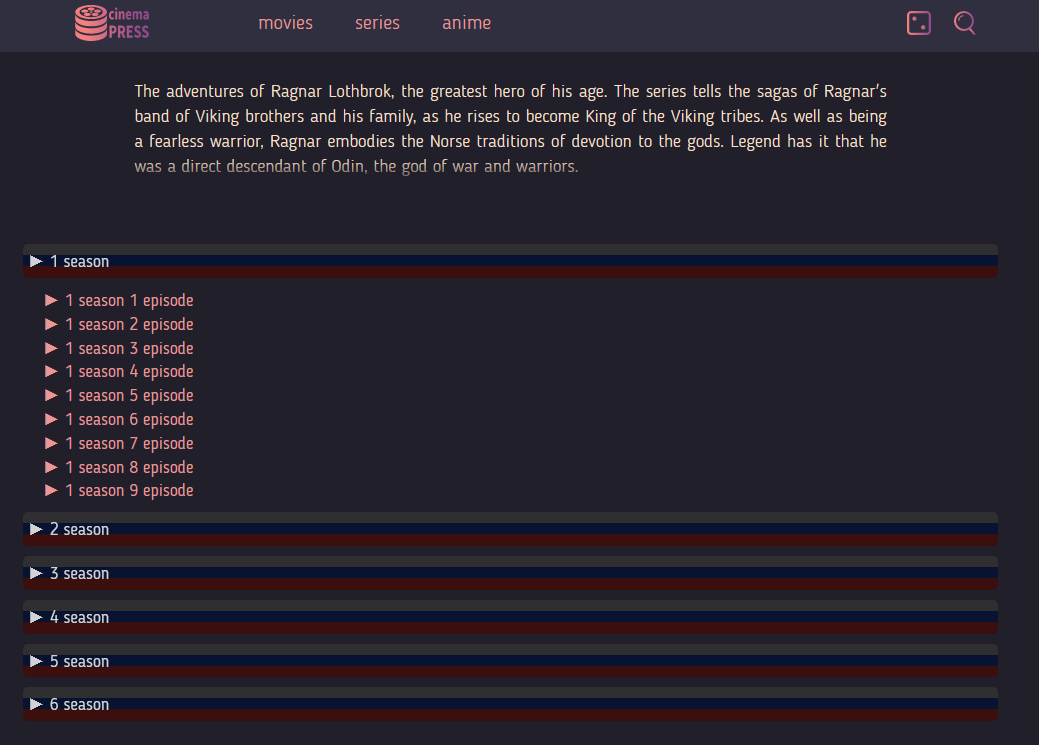 cinema
PRESS
movies series anime
The adventures of Ragnar Lothbrok, the greatest hero of his age. The series tells the sagas of Ragnar's
band of Viking brothers and his family, as he rises to become King of the Viking tribes. As well as being
a fearless warrior, Ragnar embodies the Norse traditions of devotion to the gods. Legend has it that he
was a direct descendant of Odin, the god of war and warriors.
► 1 season
► 1 season 1 episode
► 1 season 2 episode
► 1 season 3 episode
► 1 season 4 episode
► 1 season 5 episode
► 1 season 6 episode
► 1 season 7 episode
► 1 season 8 episode
► 1 season 9 episode
► 2 season
► 3 season
► 4 season
► 5 season
► 6 season